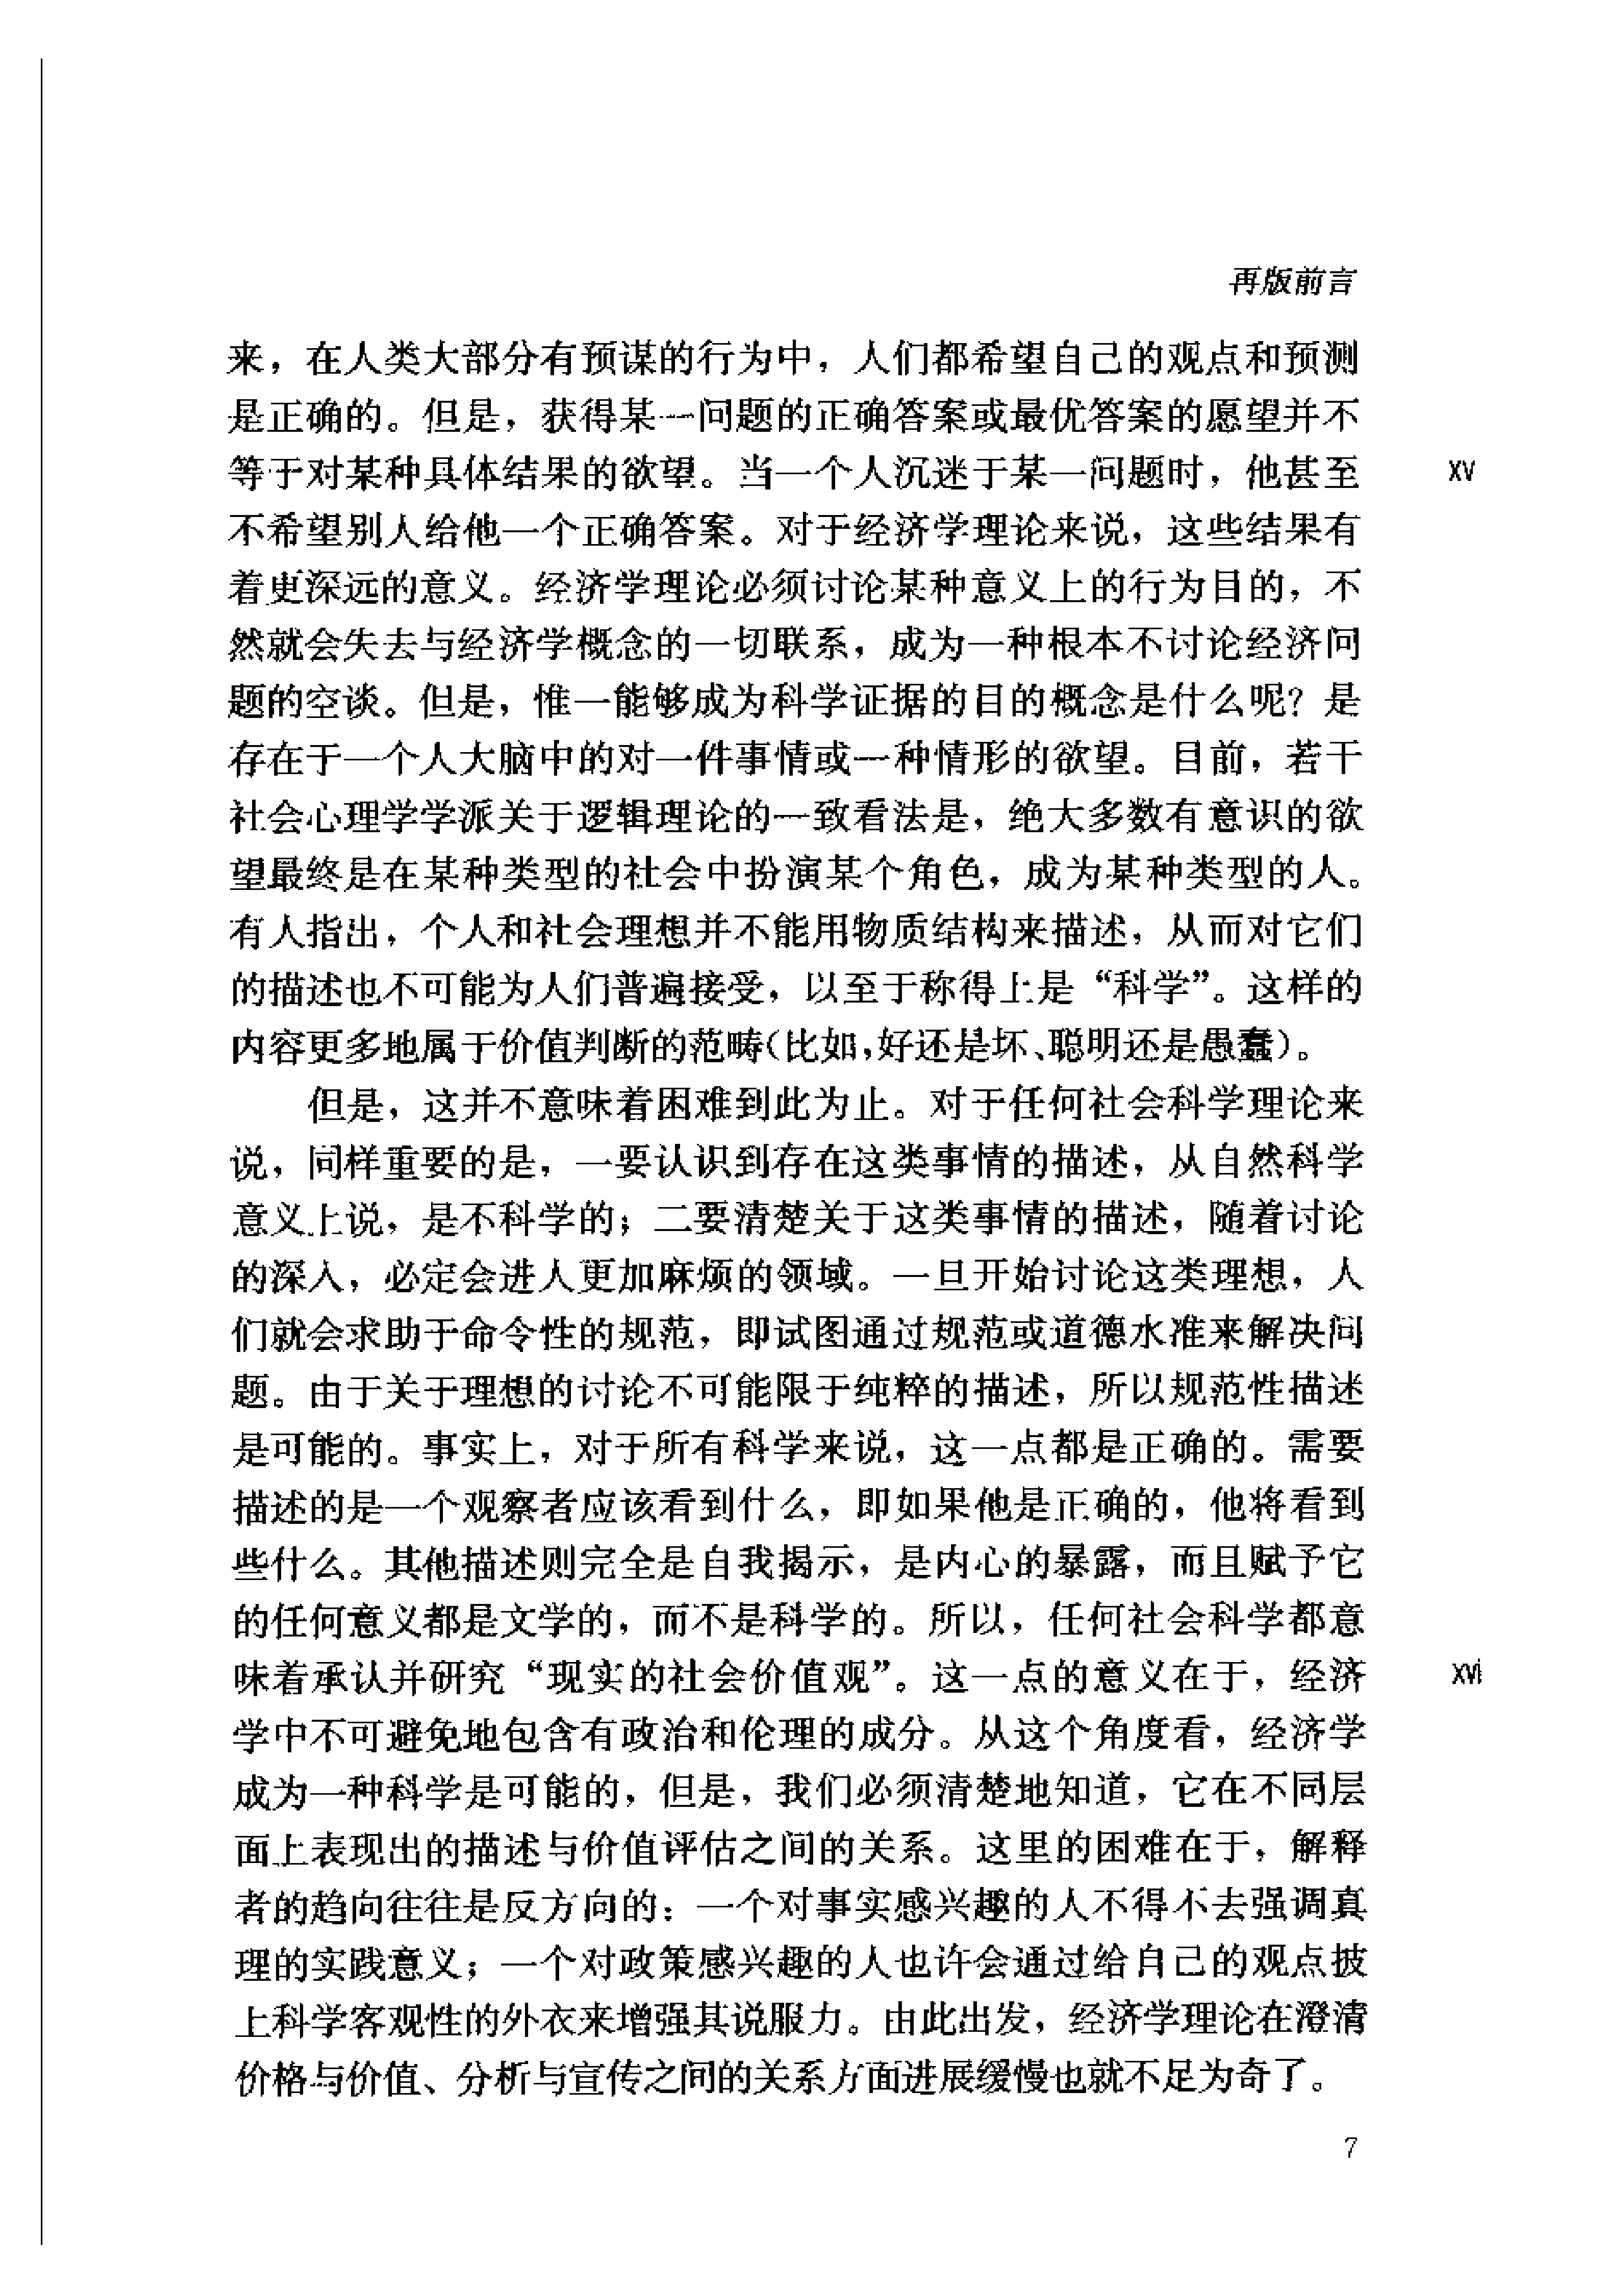 再版前言
来，在人类大部分有预谋的行为中，人们都希望自己的观点和预测
是正确的。但是，获得某一问题的正确答案或最优答案的愿望并不
等于对某种具体结果的欲望。当一个人沉迷于某一问题时，他甚至
xv
不希望别人给他一个正确答案。对于经济学理论来说，这些结果有
着更深远的意义。经济学理论必须讨论某种意义上的行为目的，不
然就会失去与经济学概念的一切联系，成为一种根本不讨论经济问
题的空谈。但是，惟一能够成为科学证据的目的概念是什么呢？是
存在于一个人大脑中的对一件事情或一种情形的欲望。目前，若干
社会心理学学派关于逻辑理论的一致看法是，绝大多数有意识的欲
望最终是在某种类型的社会中扮演某个角色，成为某种类型的人。
有人指出，个人和社会理想并不能用物质结构来描述，从而对它们
的描述也不可能为人们普遍接受，以至于称得上是“科学”。这样的
内容更多地属于价值判断的范畴（比如，好还是坏、聪明还是愚蠢）。
但是，这并不意味着困难到此为止。对于任何社会科学理论来
说，同样重要的是，一要认识到存在这类事情的描述，从自然科学
意义上说，是不科学的；二要清楚关于这类事情的描述，随着讨论
的深入，必定会进人更加麻烦的领域。一旦开始讨论这类理想，人
们就会求助于命令性的规范，即试图通过规范或道德水准来解决问
题。由于关于理想的讨论不可能限于纯粹的描述，所以规范性描述
是可能的。事实上，对于所有科学来说，这一点都是正确的。需要
描述的是一个观察者应该看到什么，即如果他是正确的，他将看到
些什么。其他描述则完全是自我揭示，是内心的暴露，而且赋予它
的任何意义都是文学的，而不是科学的。所以，任何社会科学都意
味着承认并研究“现实的社会价值观”。这一点的意义在于，经济
xvi
学中不可避免地包含有政治和伦理的成分。从这个角度看，经济学
成为一种科学是可能的，但是，我们必须清楚地知道，它在不同层
面上表现出的描述与价值评估之间的关系。这里的困难在于，解释
者的趋向往往是反方向的：一个对事实感兴趣的人不得不去强调真
理的实践意义；一个对政策感兴趣的人也许会通过给自己的观点披
上科学客观性的外衣来增强其说服力。由此出发，经济学理论在澄清
价格与价值、分析与宣传之间的关系方面进展缓慢也就不足为奇了。
7